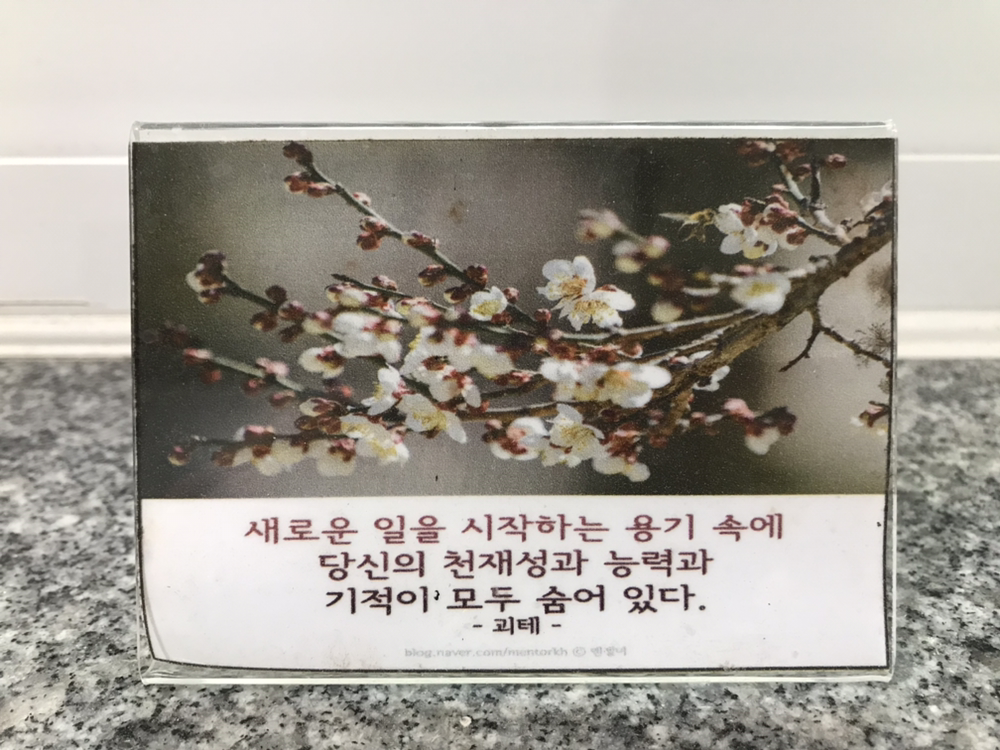 새로운 일을 시작하는 용기 속에
당신의 천재성과 능력과
기적이 모두 숨어 있다.
- 괴테 -
blog.naver.com/mentorkh ©